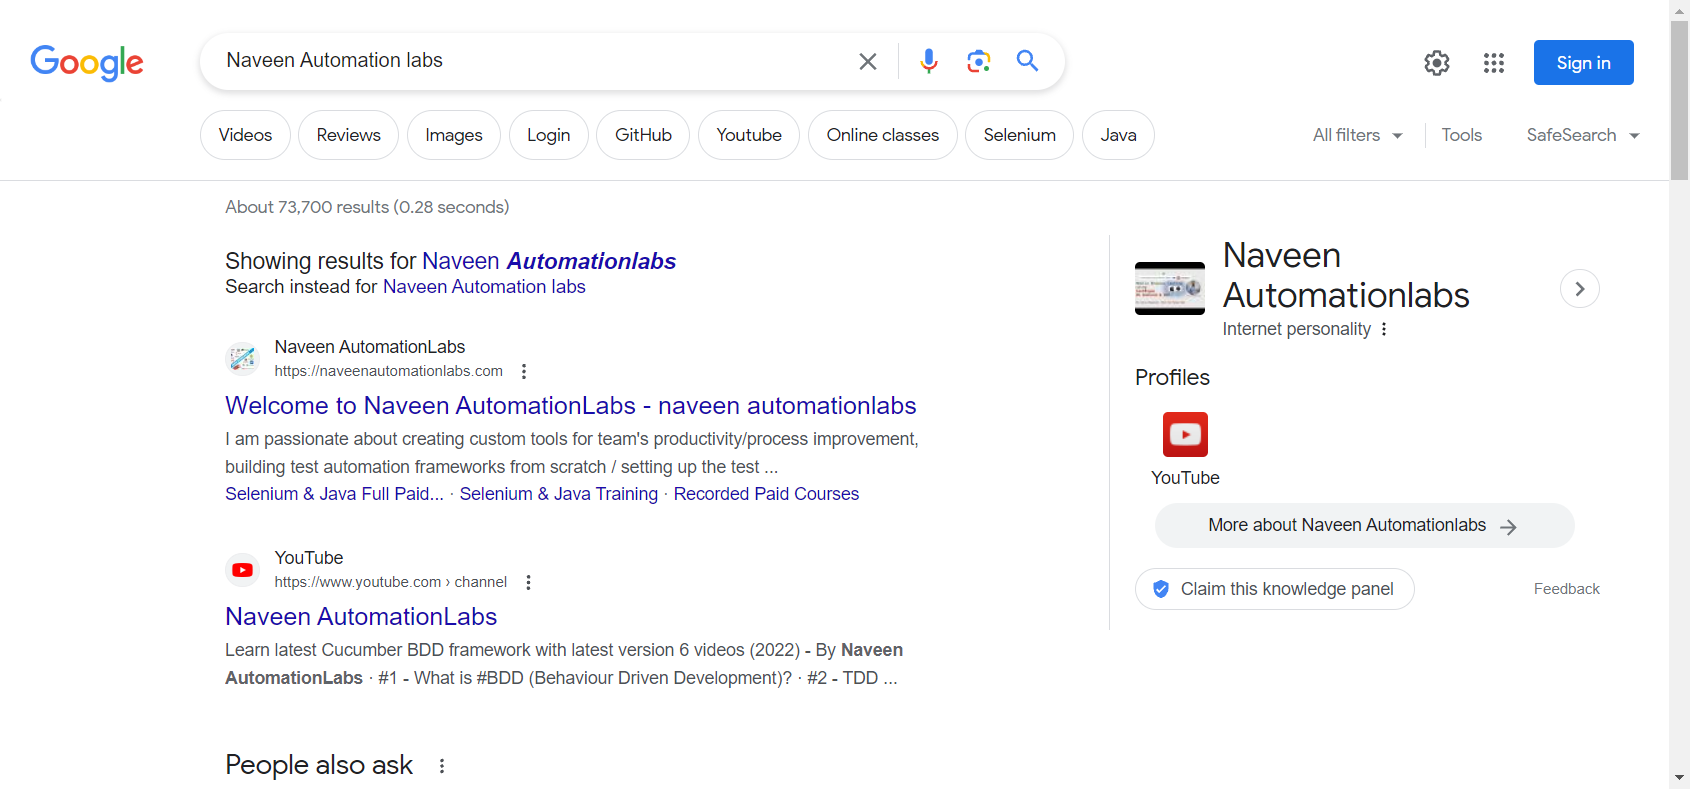 Google
Naveen Automation labs
Sign in
Videos Reviews Images Login GitHub Youtube Online classes Selenium Java All filters Tools SafeSearch
About 73,700 results (0.28 seconds)
Showing results for Naveen Automationlabs
Search instead for Naveen Automation labs
Naveen AutomationLabs
https://naveenautomationlabs.com
Welcome to Naveen AutomationLabs - naveen automationlabs
I am passionate about creating custom tools for team's productivity/process improvement,
building test automation frameworks from scratch / setting up the test ...
Selenium & Java Full Paid... · Selenium & Java Training · Recorded Paid Courses
YouTube
https://www.youtube.com › channel
Naveen AutomationLabs
Learn latest Cucumber BDD framework with latest version 6 videos (2022) - By Naveen
AutomationLabs · #1 - What is #BDD (Behaviour Driven Development)? · #2 - TDD ...
People also ask
Naveen
Automationlabs
Internet personality
Profiles
YouTube
More about Naveen Automationlabs
Claim this knowledge panel
Feedback